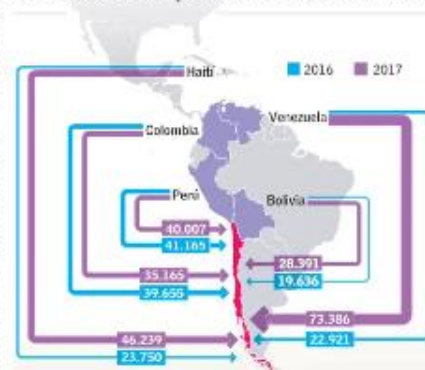 Haití
2016
2017
Venezuela
Colombia
Perú
Bolivia
40.007
41.165
28.391
35.165
19.636
39.655
73.386
46.239
22.921
23.750